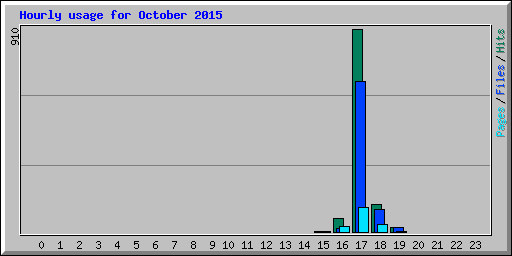 Hourly usage for October 2015
910
Pages/Files/Hits
0 1 2 3 4 5 6 7 8 9 10 11 12 13 14 15 16 17 18 19 20 21 22 23